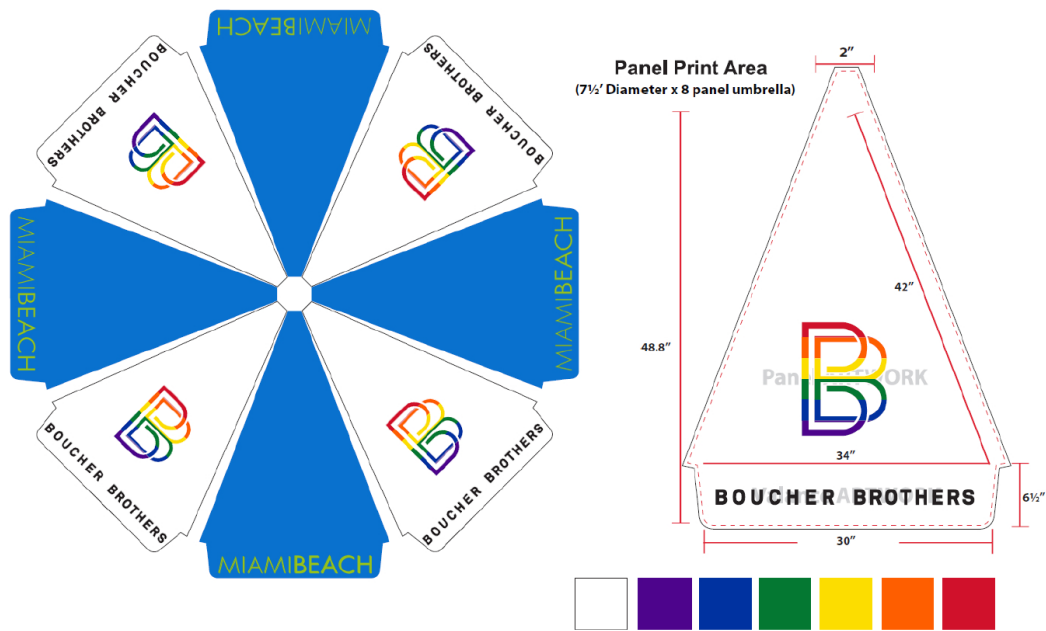 MIAMIBEACH
BOUCHER BROTHERS
BOUCHER BROTHERS
MIAMIBEACH
MIAMIBEACH
BOUCHER BROTHERS
BOUCHER BROTHERS
MIAMIBEACH
Panel Print Area
(7½' Diameter x 8 panel umbrella)
2"
42"
48.8"
34"
BOUCHER BROTHERS
6½"
30"